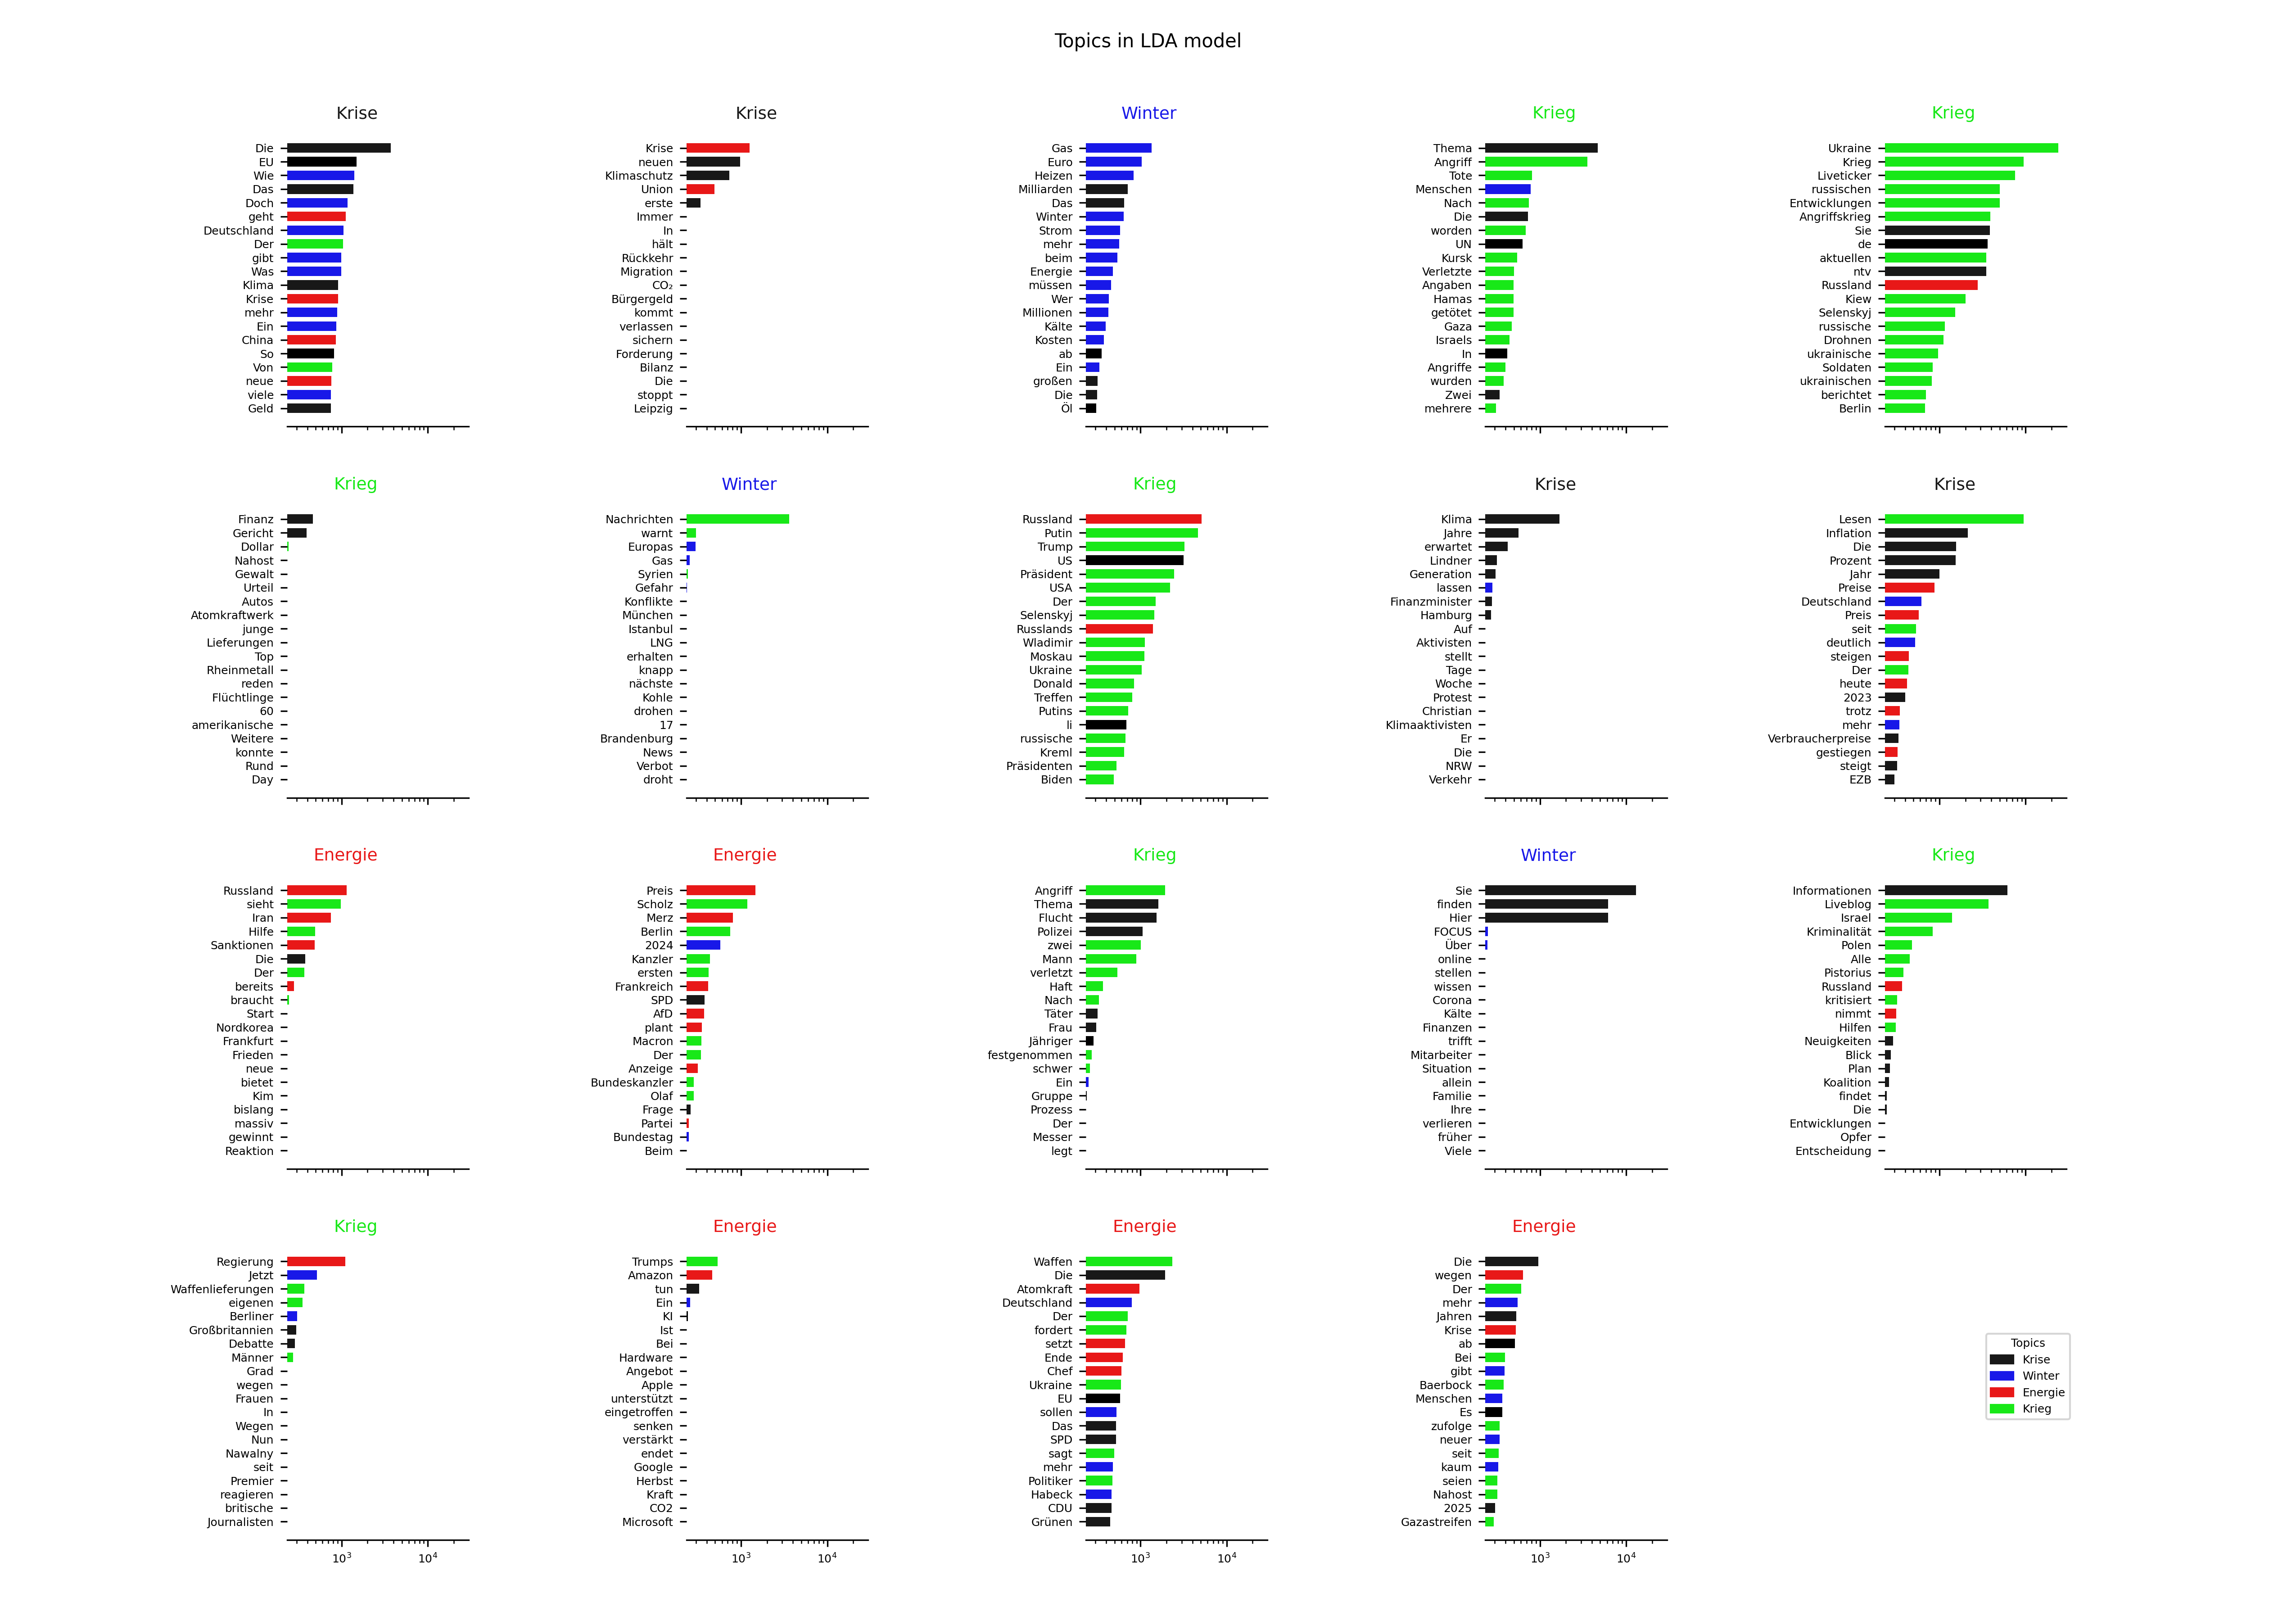 Topics in LDA model
Krise
Die
EU
Wie
Das
Doch
geht
Deutschland
Der
gibt
Was
Klima
Krise
mehr
Ein
China
So
Von
neue
viele
Geld
Krise
Krise
neuen
Klimaschutz
Union
erste
Immer
In
hält
Rückkehr
Migration
CO₂
Bürgergeld
kommt
verlassen
sichern
Forderung
Bilanz
Die
stoppt
Leipzig
Winter
Gas
Euro
Heizen
Milliarden
Das
Winter
Strom
mehr
beim
Energie
müssen
Wer
Millionen
Kälte
Kosten
ab
Ein
großen
Die
Öl
Krieg
Thema
Angriff
Tote
Menschen
Nach
Die
worden
UN
Kursk
Verletzte
Angaben
Hamas
getötet
Gaza
Israels
In
Angriffe
wurden
Zwei
mehrere
Krieg
Ukraine
Krieg
Liveticker
russischen
Entwicklungen
Angriffskrieg
Sie
de
aktuellen
ntv
Russland
Kiew
Selenskyj
russische
Drohnen
ukrainische
Soldaten
ukrainischen
berichtet
Berlin
Krieg
Finanz
Gericht
Dollar
Nahost
Gewalt
Urteil
Autos
Atomkraftwerk
junge
Lieferungen
Top
Rheinmetall
reden
Flüchtlinge
60
amerikanische
Weitere
konnte
Rund
Day
Winter
Nachrichten
warnt
Europas
Gas
Syrien
Gefahr
Konflikte
München
Istanbul
LNG
erhalten
knapp
nächste
Kohle
drohen
17
Brandenburg
News
Verbot
droht
Krieg
Russland
Putin
Trump
US
Präsident
USA
Der
Selenskyj
Russlands
Wladimir
Moskau
Ukraine
Donald
Treffen
Putins
li
russische
Kreml
Präsidenten
Biden
Krise
Klima
Jahre
erwartet
Lindner
Generation
lassen
Finanzminister
Hamburg
Auf
Aktivisten
stellt
Tage
Woche
Protest
Christian
Klimaaktivisten
Er
Die
NRW
Verkehr
Krise
Lesen
Inflation
Die
Prozent
Jahr
Preise
Deutschland
Preis
seit
deutlich
steigen
Der
heute
2023
trotz
mehr
Verbraucherpreise
gestiegen
steigt
EZB
Energie
Russland
sieht
Iran
Hilfe
Sanktionen
Die
Der
bereits
braucht
Start
Nordkorea
Frankfurt
Frieden
neue
bietet
Kim
bislang
massiv
gewinnt
Reaktion
Energie
Preis
Scholz
Merz
Berlin
2024
Kanzler
ersten
Frankreich
SPD
AfD
plant
Macron
Der
Anzeige
Bundeskanzler
Olaf
Frage
Partei
Bundestag
Beim
Krieg
Angriff
Thema
Flucht
Polizei
zwei
Mann
verletzt
Haft
Nach
Täter
Frau
Jähriger
festgenommen
schwer
Ein
Gruppe
Prozess
Der
Messer
legt
Winter
Sie
finden
Hier
FOCUS
Über
online
stellen
wissen
Corona
Kälte
Finanzen
trifft
Mitarbeiter
Situation
allein
Familie
Ihre
verlieren
früher
Viele
Krieg
Informationen
Liveblog
Israel
Kriminalität
Polen
Alle
Pistorius
Russland
kritisiert
nimmt
Hilfen
Neuigkeiten
Blick
Plan
Koalition
findet
Die
Entwicklungen
Opfer
Entscheidung
Krieg
Regierung
Jetzt
Waffenlieferungen
eigenen
Berliner
Großbritannien
Debatte
Männer
Grad
wegen
Frauen
In
Wegen
Nun
Nawalny
seit
Premier
reagieren
britische
Journalisten
10³ 10⁴
Energie
Trumps
Amazon
tun
Ein
KI
Ist
Bei
Hardware
Angebot
Apple
unterstützt
eingetroffen
senken
verstärkt
endet
Google
Herbst
Kraft
CO2
Microsoft
10³ 10⁴
Energie
Waffen
Die
Atomkraft
Deutschland
Der
fordert
setzt
Ende
Chef
Ukraine
EU
sollen
Das
SPD
sagt
mehr
Politiker
Habeck
CDU
Grünen
10³ 10⁴
Energie
Die
wegen
Der
mehr
Jahren
Krise
ab
Bei
gibt
Baerbock
Menschen
Es
zufolge
neuer
seit
kaum
seien
Nahost
2025
Gazastreifen
10³ 10⁴
Topics
Krise
Winter
Energie
Krieg